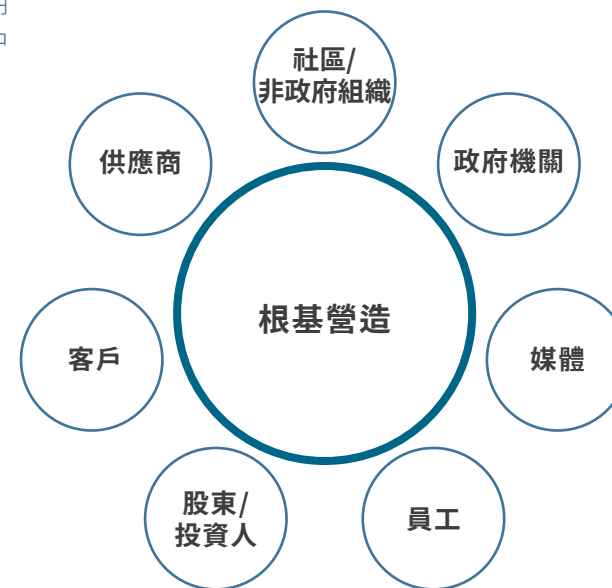 社區/
非政府組織
供應商
政府機關
根基營造
客戶
媒體
股東/
投資人
員工